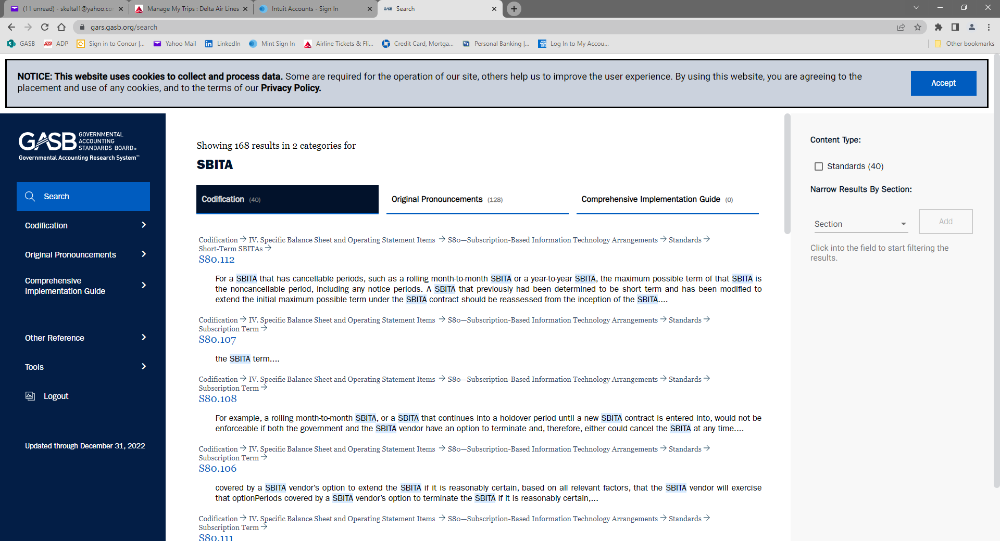 (11 unread) - skeltal1@yahoo.co
Manage My Trips : Delta Air Lines
Intuit Accounts - Sign In
GASB Search
gars.gasb.org/search
GASB
ADP
Sign in to Concur |...
Yahoo Mail
LinkedIn
Mint Sign In
Airline Tickets & Fli...
Credit Card, Mortga...
Personal Banking |...
Log In to My Accou...
Other bookmarks
NOTICE: This website uses cookies to collect and process data. Some are required for the operation of our site, others help us to improve the user experience. By using this website, you are agreeing to the
placement and use of any cookies, and to the terms of our Privacy Policy.
Accept
GASB GOVERNMENTAL
ACCOUNTING
STANDARDS BOARD®
Governmental Accounting Research System™
Search
Codification
Original Pronouncements
Comprehensive
Implementation Guide
Other Reference
Tools
Logout
Updated through December 31, 2022
Showing 168 results in 2 categories for
SBITA
Codification (40)
Original Pronouncements (128)
Comprehensive Implementation Guide (0)
Codification → IV. Specific Balance Sheet and Operating Statement Items → S80—Subscription-Based Information Technology Arrangements → Standards →
Short-Term SBITAs →
S80.112
For a SBITA that has cancellable periods, such as a rolling month-to-month SBITA or a year-to-year SBITA, the maximum possible term of that SBITA is
the noncancellable period, including any notice periods. A SBITA that previously had been determined to be short term and has been modified to
extend the initial maximum possible term under the SBITA contract should be reassessed from the inception of the SBITA....
Codification → IV. Specific Balance Sheet and Operating Statement Items → S80—Subscription-Based Information Technology Arrangements → Standards →
Subscription Term →
S80.107
the SBITA term....
Codification → IV. Specific Balance Sheet and Operating Statement Items → S80—Subscription-Based Information Technology Arrangements → Standards →
Subscription Term →
S80.108
For example, a rolling month-to-month SBITA, or a SBITA that continues into a holdover period until a new SBITA contract is entered into, would not be
enforceable if both the government and the SBITA vendor have an option to terminate and, therefore, either could cancel the SBITA at any time....
Codification → IV. Specific Balance Sheet and Operating Statement Items → S80—Subscription-Based Information Technology Arrangements → Standards →
Subscription Term →
S80.106
covered by a SBITA vendor's option to extend the SBITA if it is reasonably certain, based on all relevant factors, that the SBITA vendor will exercise
that optionPeriods covered by a SBITA vendor's option to terminate the SBITA if it is reasonably certain,...
Codification → IV. Specific Balance Sheet and Operating Statement Items → S80—Subscription-Based Information Technology Arrangements → Standards →
Subscription Term →
S80.111
Content Type:
Standards (40)
Narrow Results By Section:
Section
Add
Click into the field to start filtering the
results.